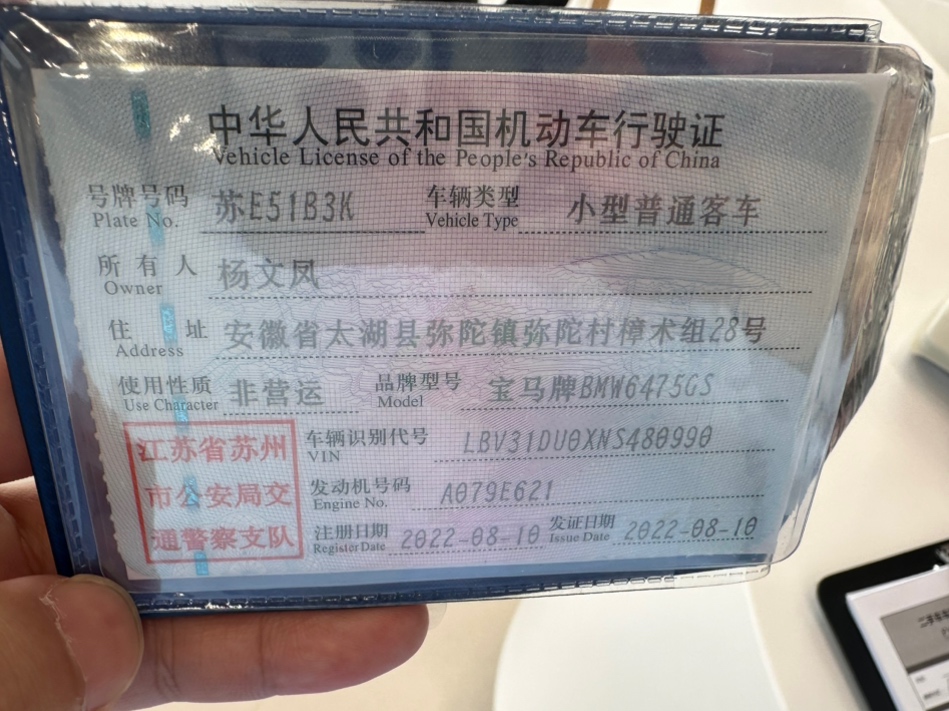 中华人民共和国机动车行驶证
Vehicle License of the People's Republic of China
号牌号码 苏E51B3K 车辆类型 小型普通客车
Plate No. Vehicle Type
所有人 杨文凤
Owner
住址 安徽省太湖县弥陀镇弥陀村樟术组28号
Address
使用性质 非营运 品牌型号 宝马牌BMW6475GS
Use Character Model
江苏省苏州
市公安局交
通警察支队
车辆识别代号 LBV31DU0XNS480990
VIN
发动机号码 A079E621
Engine No.
注册日期 2022-08-10 发证日期 2022-08-10
Register Date Issue Date